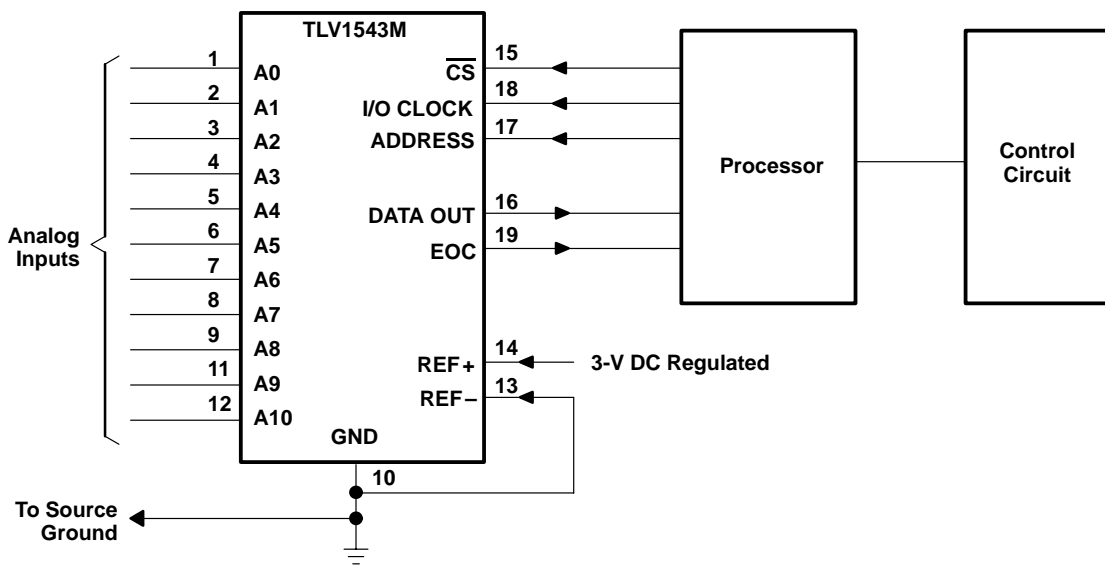 TLV1543M
1
A0
2
A1
3
A2
4
A3
5
A4
6
A5
7
A6
8
A7
9
A8
11
A9
12
A10
Analog
Inputs
15
C̅S̅
18
I/O CLOCK
17
ADDRESS
16
DATA OUT
19
EOC
14
REF+
3-V DC Regulated
13
REF−
GND
10
To Source
Ground
Processor
Control
Circuit